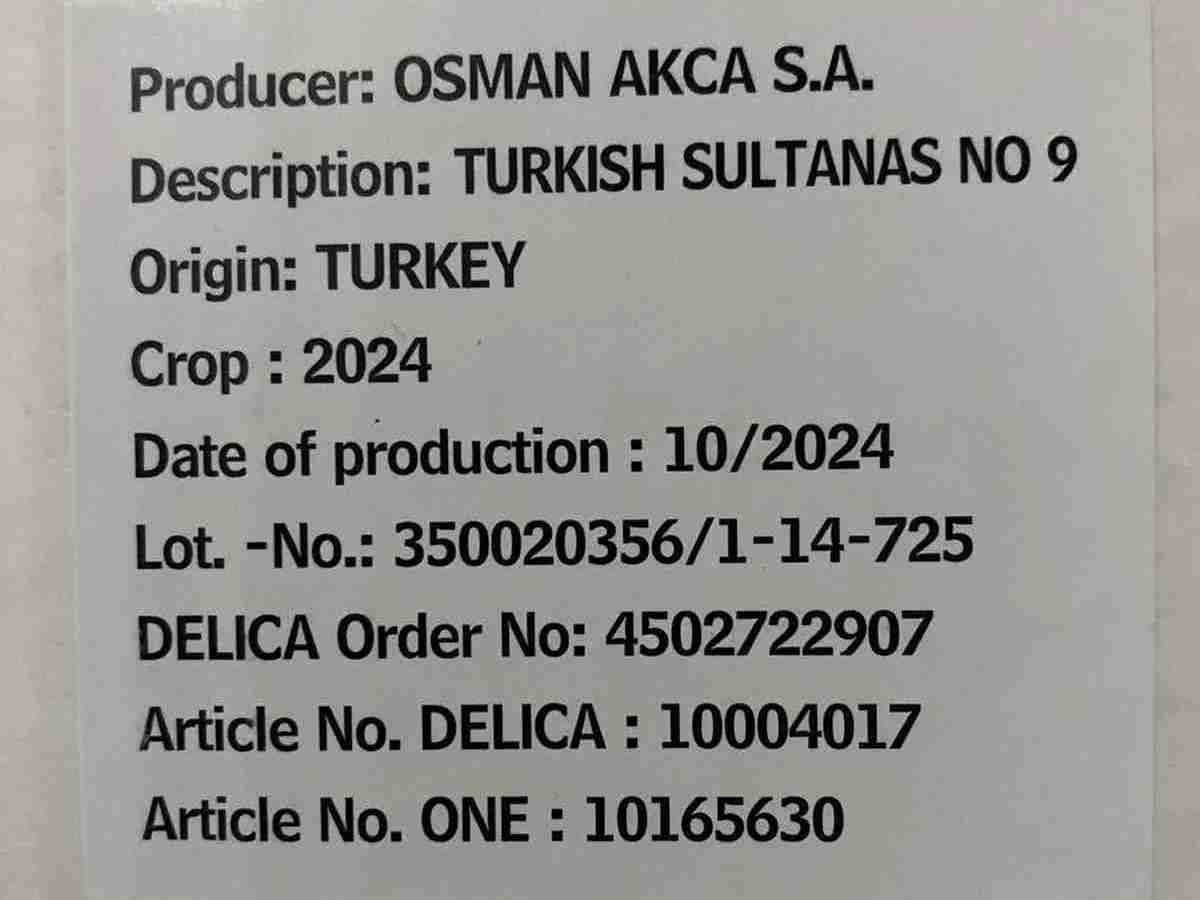 Producer: OSMAN AKCA S.A.
Description: TURKISH SULTANAS NO 9
Origin: TURKEY
Crop : 2024
Date of production : 10/2024
Lot. -No.: 350020356/1-14-725
DELICA Order No: 4502722907
Article No. DELICA : 10004017
Article No. ONE : 10165630